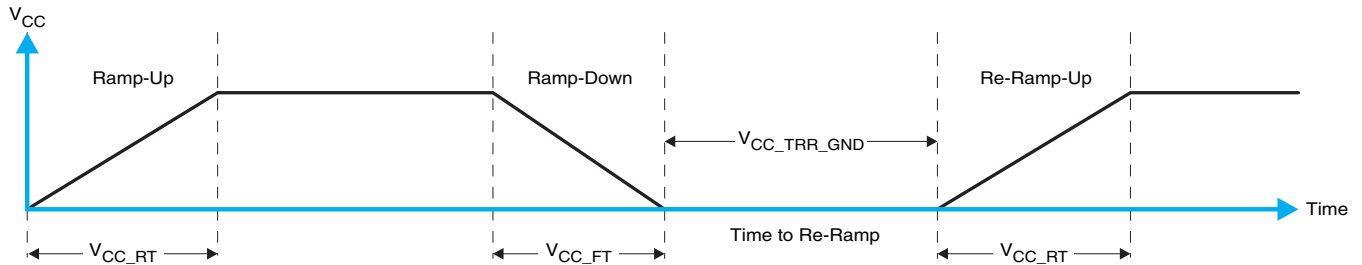 VCC
Ramp-Up
Ramp-Down
Re-Ramp-Up
VCC_TRR_GND
Time
Time to Re-Ramp
VCC_RT
VCC_FT
VCC_RT